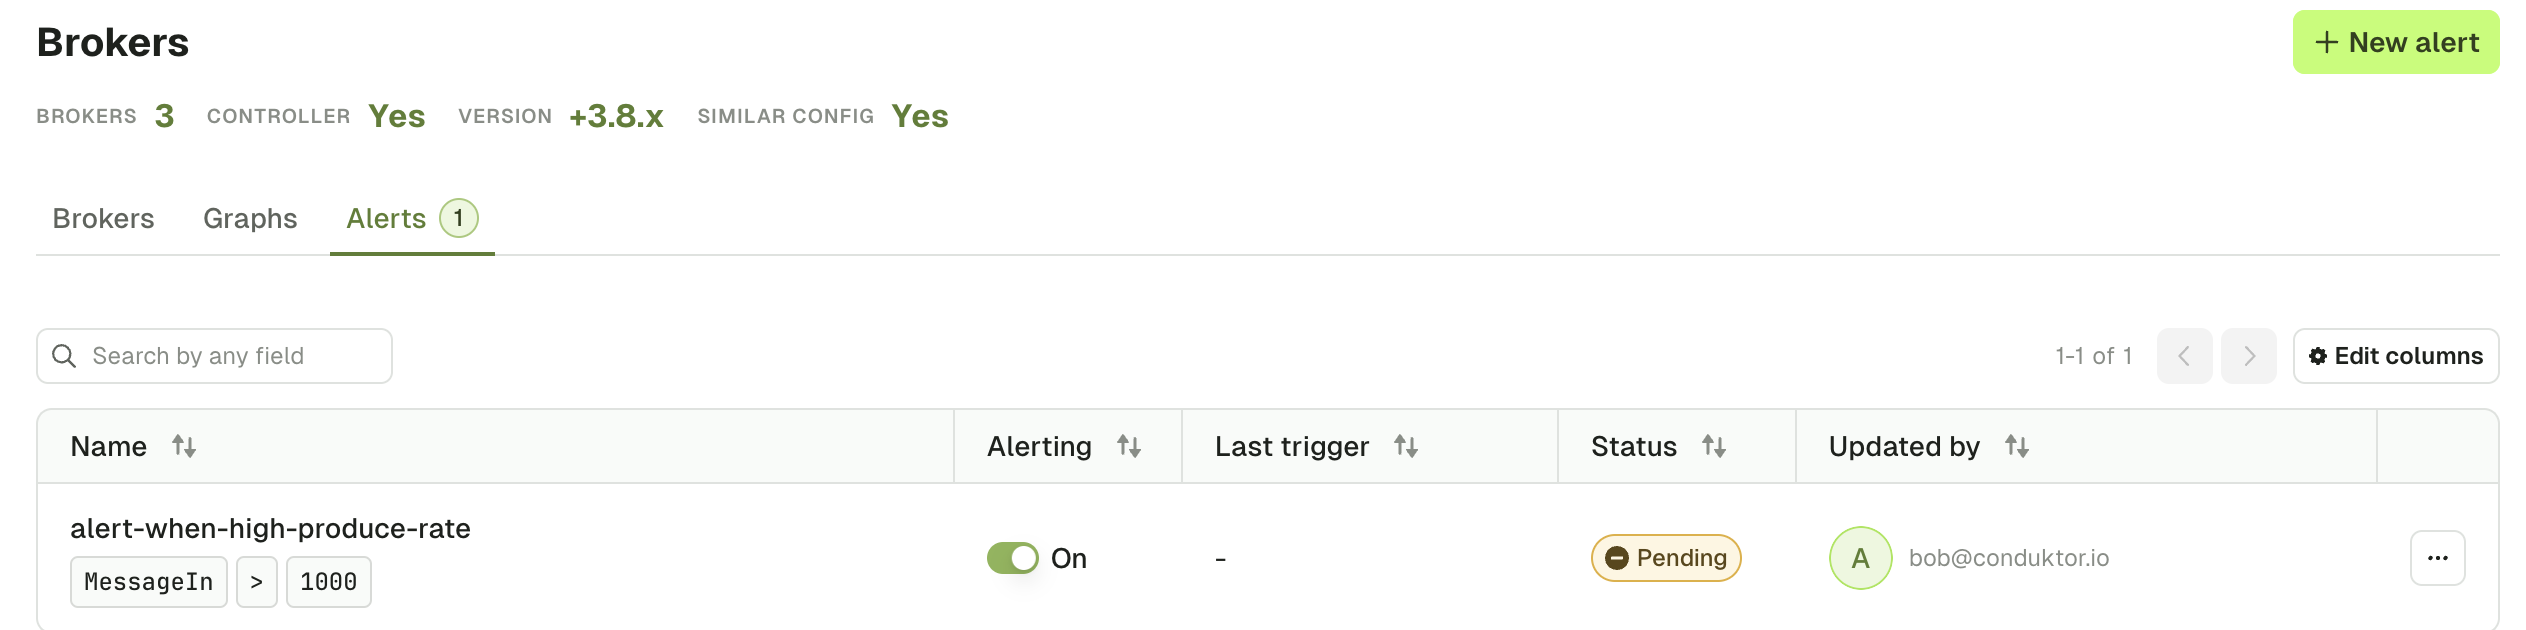 Brokers
+ New alert
BROKERS 3 CONTROLLER Yes VERSION +3.8.x SIMILAR CONFIG Yes
Brokers Graphs Alerts 1
Search by any field
1-1 of 1
Edit columns
Name Alerting Last trigger Status Updated by
alert-when-high-produce-rate
MessageIn > 1000
On
-
Pending
A bob@conduktor.io
...